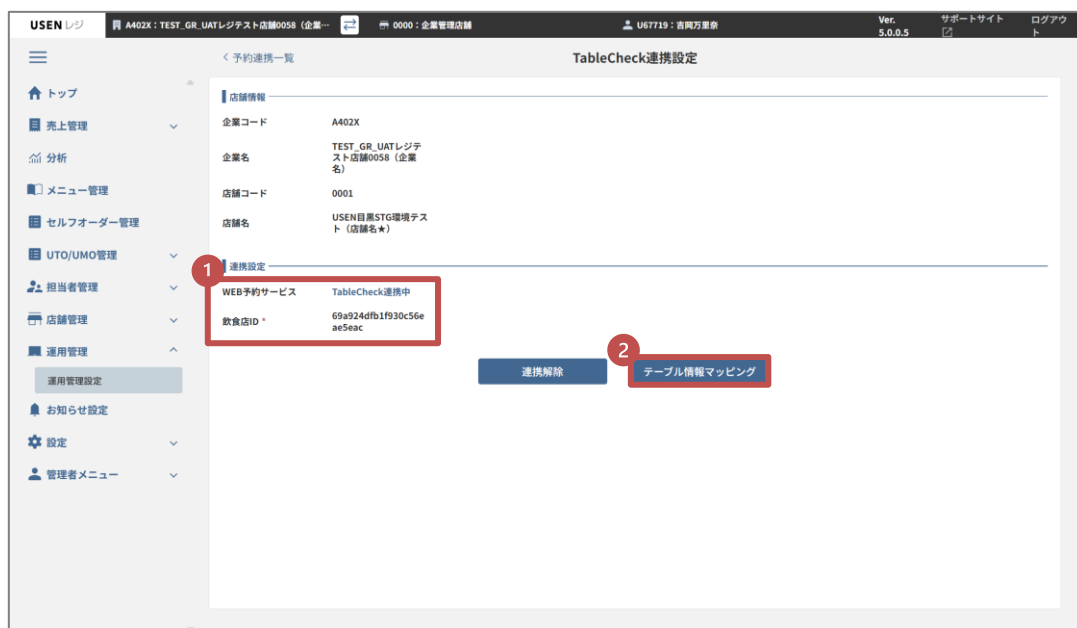 USENレジ
A402X：TEST_GR_UATレジテスト店舗0058（企業…
0000：企業管理店舗
U67719：吉岡万里奈
Ver. 5.0.0.5
サポートサイト
ログアウト
トップ
売上管理
分析
メニュー管理
セルフオーダー管理
UTO/UMO管理
担当者管理
店舗管理
運用管理
運用管理設定
お知らせ設定
設定
管理者メニュー
< 予約連携一覧
TableCheck連携設定
店舗情報
企業コード A402X
企業名 TEST_GR_UATレジテ
スト店舗0058（企業
名）
店舗コード 0001
店舗名 USEN目黒STG環境テス
ト（店舗名★）
連携設定
1
WEB予約サービス TableCheck連携中
飲食店ID * 69a924dfb1f930c56e
ae5eac
連携解除
2
テーブル情報マッピング